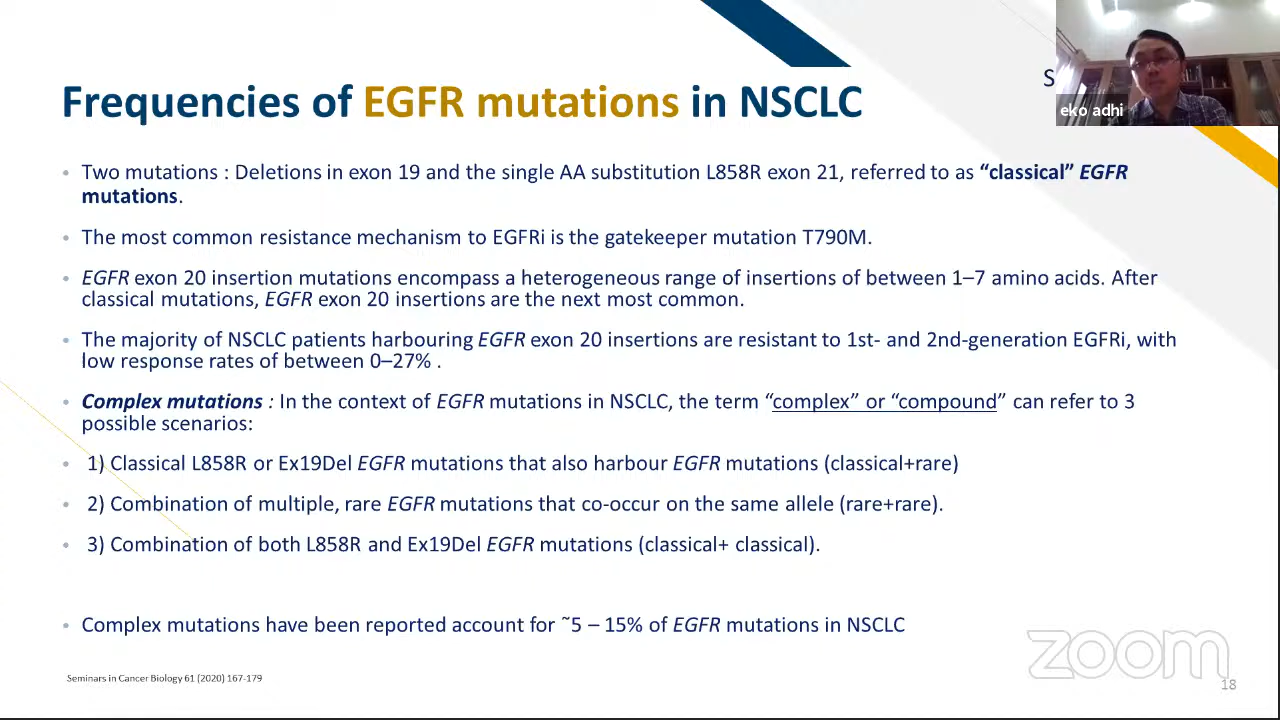 S
eko adhi
Frequencies of EGFR mutations in NSCLC
• Two mutations : Deletions in exon 19 and the single AA substitution L858R exon 21, referred to as “classical” EGFR
mutations.
• The most common resistance mechanism to EGFRi is the gatekeeper mutation T790M.
• EGFR exon 20 insertion mutations encompass a heterogeneous range of insertions of between 1–7 amino acids. After
classical mutations, EGFR exon 20 insertions are the next most common.
• The majority of NSCLC patients harbouring EGFR exon 20 insertions are resistant to 1st- and 2nd-generation EGFRi, with
low response rates of between 0–27% .
• Complex mutations : In the context of EGFR mutations in NSCLC, the term “complex” or “compound” can refer to 3
possible scenarios:
• 1) Classical L858R or Ex19Del EGFR mutations that also harbour EGFR mutations (classical+rare)
• 2) Combination of multiple, rare EGFR mutations that co-occur on the same allele (rare+rare).
• 3) Combination of both L858R and Ex19Del EGFR mutations (classical+ classical).
• Complex mutations have been reported account for ˜5 – 15% of EGFR mutations in NSCLC
zoom
Seminars in Cancer Biology 61 (2020) 167-179
18